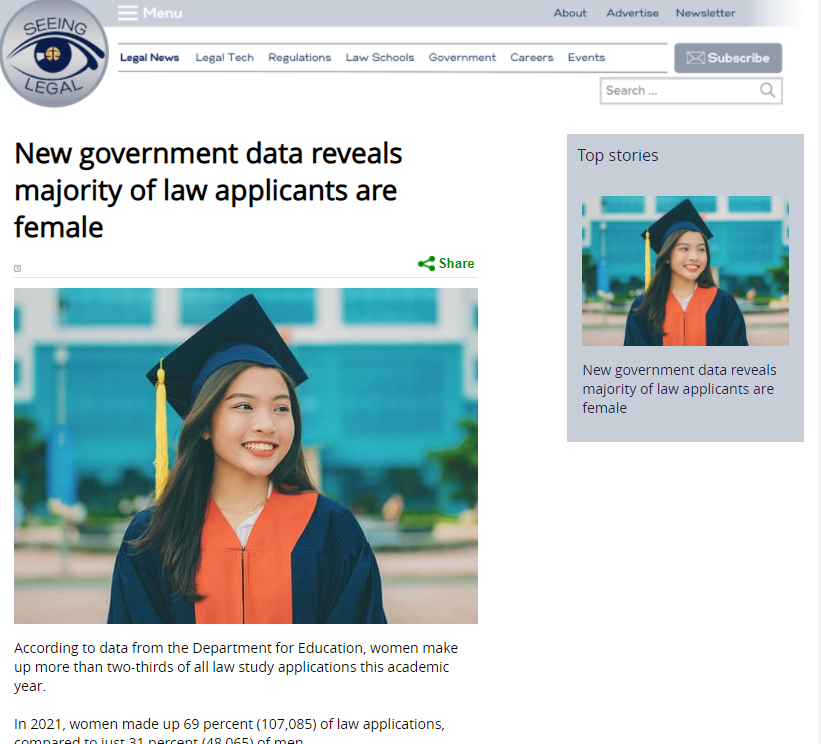 SEEING
LEGAL
Menu
About Advertise Newsletter
Legal News Legal Tech Regulations Law Schools Government Careers Events
Subscribe
Search ...
New government data reveals
majority of law applicants are
female
Share
According to data from the Department for Education, women make
up more than two-thirds of all law study applications this academic
year.
In 2021, women made up 69 percent (107,085) of law applications,
compared to just 31 percent (48,065) of men.
Top stories
New government data reveals
majority of law applicants are
female